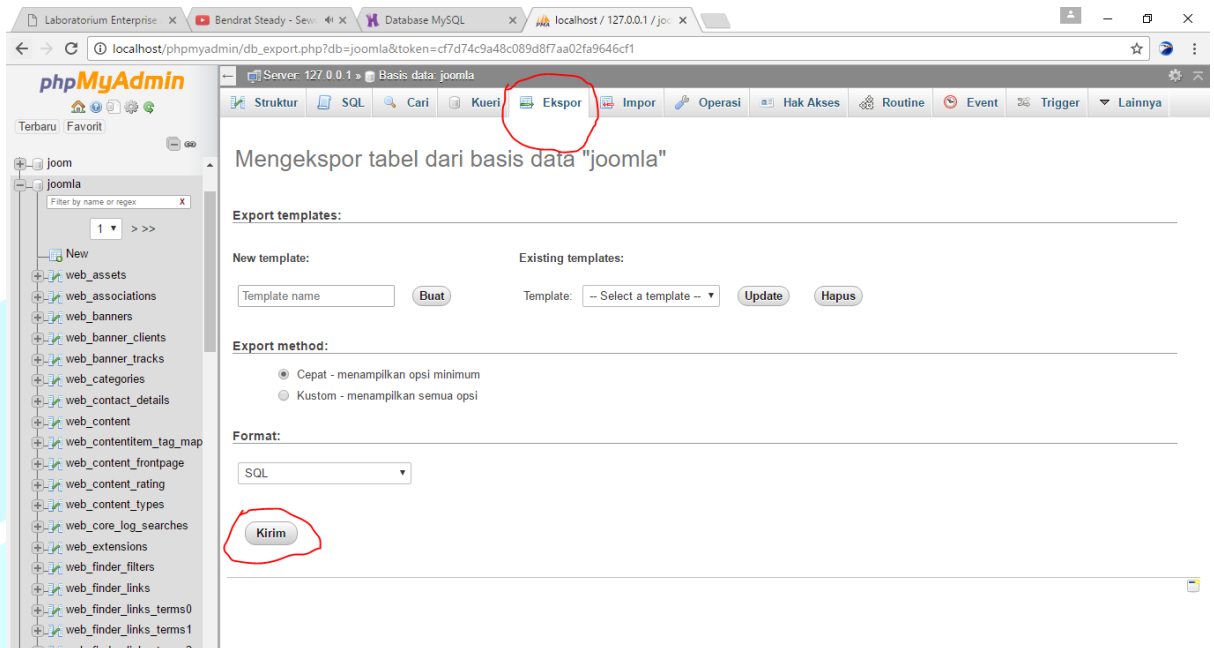 Laboratorium Enterprise
Bendrat Steady - Sew
Database MySQL
localhost / 127.0.0.1 / joo
localhost/phpmyadmin/db_export.php?db=joomla&token=cf7d74c9a48c089d8f7aa02fa9646cf1
phpMyAdmin
Terbaru Favorit
joom
joomla
Filter by name or regex X
1 > >>
New
web_assets
web_associations
web_banners
web_banner_clients
web_banner_tracks
web_categories
web_contact_details
web_content
web_contentitem_tag_map
web_content_frontpage
web_content_rating
web_content_types
web_core_log_searches
web_extensions
web_finder_filters
web_finder_links
web_finder_links_terms0
web_finder_links_terms1
Server: 127.0.0.1 » Basis data: joomla
Struktur SQL Cari Kueri Ekspor Impor Operasi Hak Akses Routine Event Trigger Lainnya
Mengekspor tabel dari basis data "joomla"
Export templates:
New template: Existing templates:
Template name Buat Template: -- Select a template -- Update Hapus
Export method:
Cepat - menampilkan opsi minimum
Kustom - menampilkan semua opsi
Format:
SQL
Kirim